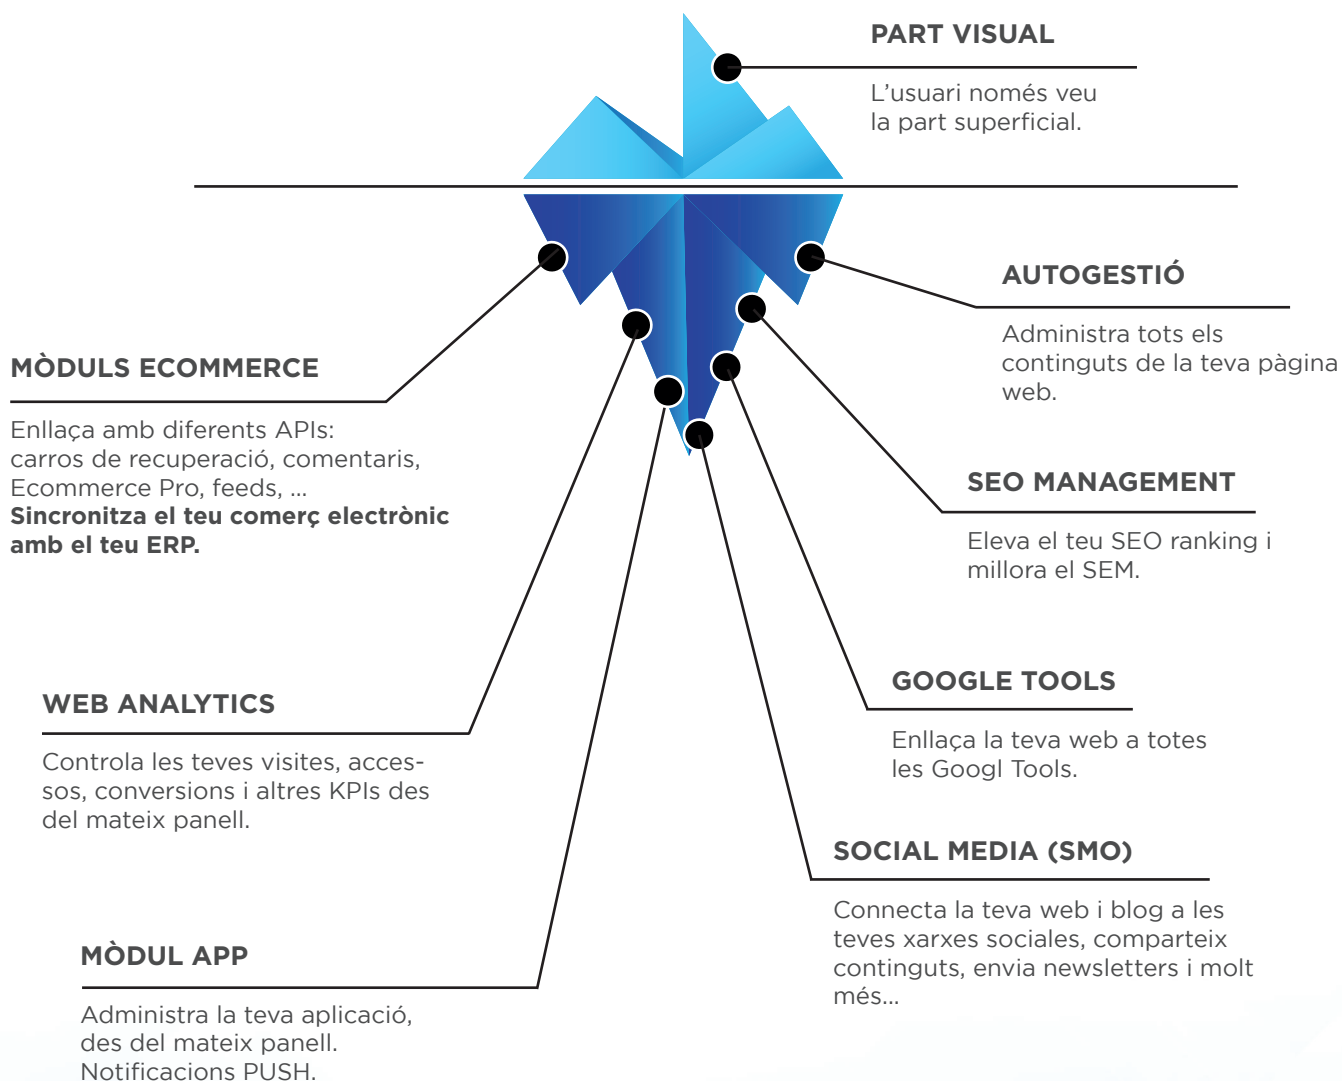 PART VISUAL
L'usuari només veu
la part superficial.
AUTOGESTIÓ
Administra tots els
continguts de la teva pàgina
web.
MÒDULS ECOMMERCE
Enllaça amb diferents APIs:
carros de recuperació, comentaris,
Ecommerce Pro, feeds, ...
Sincronitza el teu comerç electrònic
amb el teu ERP.
SEO MANAGEMENT
Eleva el teu SEO ranking i
millora el SEM.
WEB ANALYTICS
Controla les teves visites, acces-
sos, conversions i altres KPIs des
del mateix panell.
GOOGLE TOOLS
Enllaça la teva web a totes
les Googl Tools.
SOCIAL MEDIA (SMO)
Connecta la teva web i blog a les
teves xarxes sociales, comparteix
continguts, envia newsletters i molt
més...
MÒDUL APP
Administra la teva aplicació,
des del mateix panell.
Notificacions PUSH.